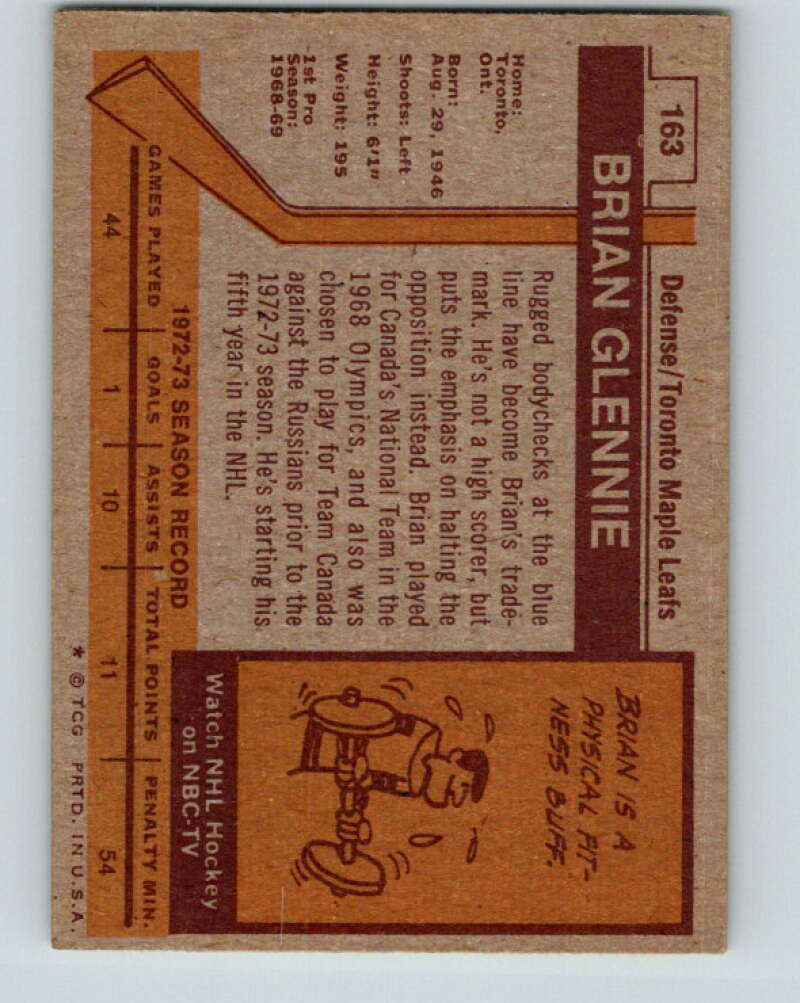 163
Defense/Toronto Maple Leafs
BRIAN GLENNIE
Home:
Toronto,
Ont.
Born:
Aug. 29, 1946
Shoots: Left
Height: 6'1"
Weight: 195
1st Pro
Season:
1968-69
Rugged bodychecks at the blue
line have become Brian's trade-
mark. He's not a high scorer, but
puts the emphasis on halting the
opposition instead. Brian played
for Canada's National Team in the
1968 Olympics, and also was
chosen to play for Team Canada
against the Russians prior to the
1972-73 season. He's starting his
fifth year in the NHL.
BRIAN IS A
PHYSICAL FIT-
NESS BUFF.
Watch NHL Hockey
on NBC-TV
1972-73 SEASON RECORD
GAMES PLAYED GOALS ASSISTS TOTAL POINTS PENALTY MIN.
44 1 10 11 54
* © TCG PRTD. IN U.S.A.